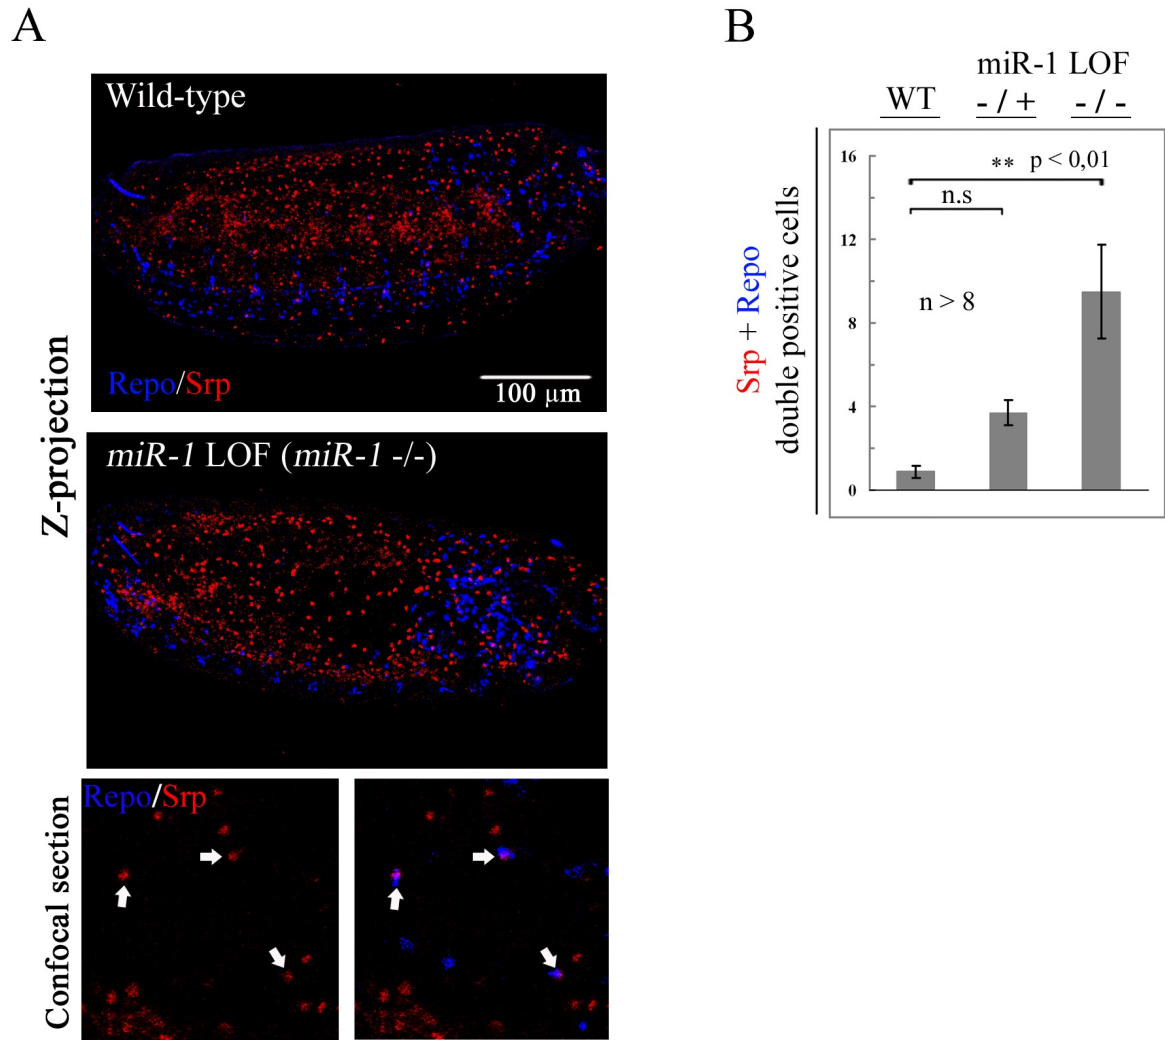 A
Z-projection
Wild-type
Repo/Srp
100 µm
miR-1 LOF (miR-1 -/-)
Confocal section
Repo/Srp
B
miR-1 LOF
WT - / + - / -
Srp + Repo
double positive cells
16
12
8
4
0
** p < 0,01
n.s
n > 8